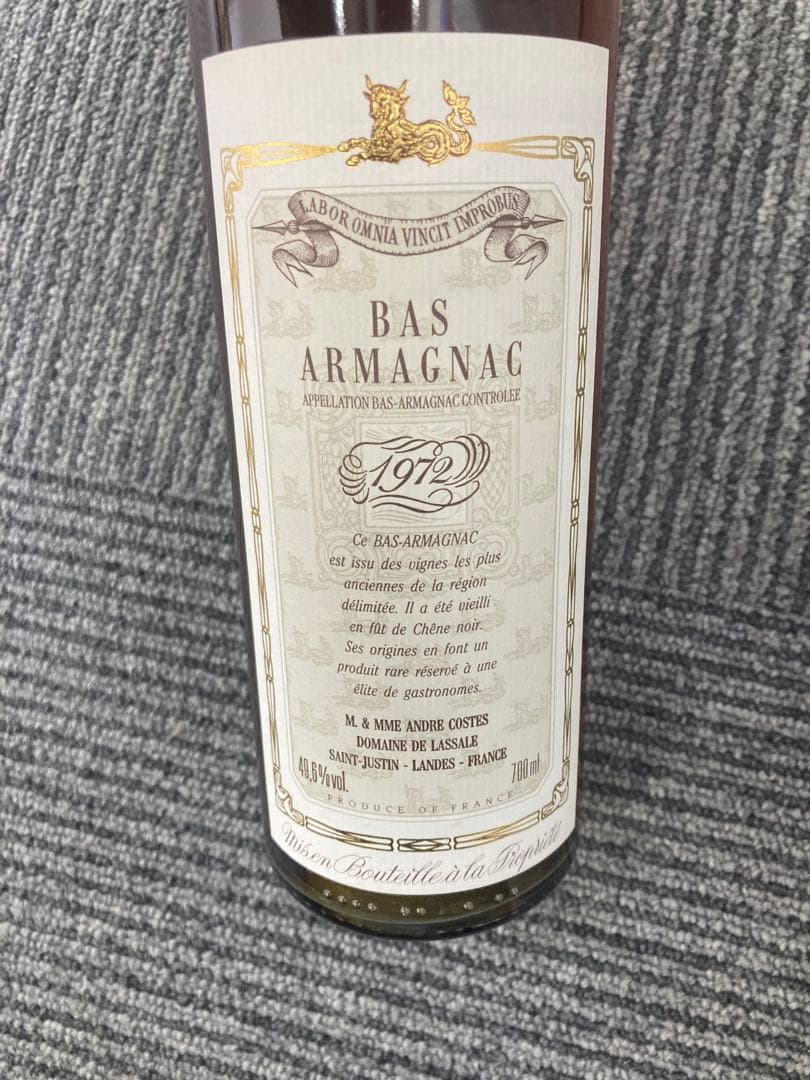 LABOR OMNIA VINCIT IMPROBUS
BAS
ARMAGNAC
APPELLATION BAS-ARMAGNAC CONTROLEE
1972
Ce BAS-ARMAGNAC
est issu des vignes les plus
anciennes de la région
délimitée. Il a été vieilli
en fût de Chêne noir.
Ses origines en font un
produit rare réservé à une
élite de gastronomes.
M. & MME ANDRE COSTES
DOMAINE DE LASSALE
SAINT-JUSTIN - LANDES - FRANCE
49,6% vol. 700 ml
PRODUCE OF FRANCE
Mis en Bouteille à la Propriété